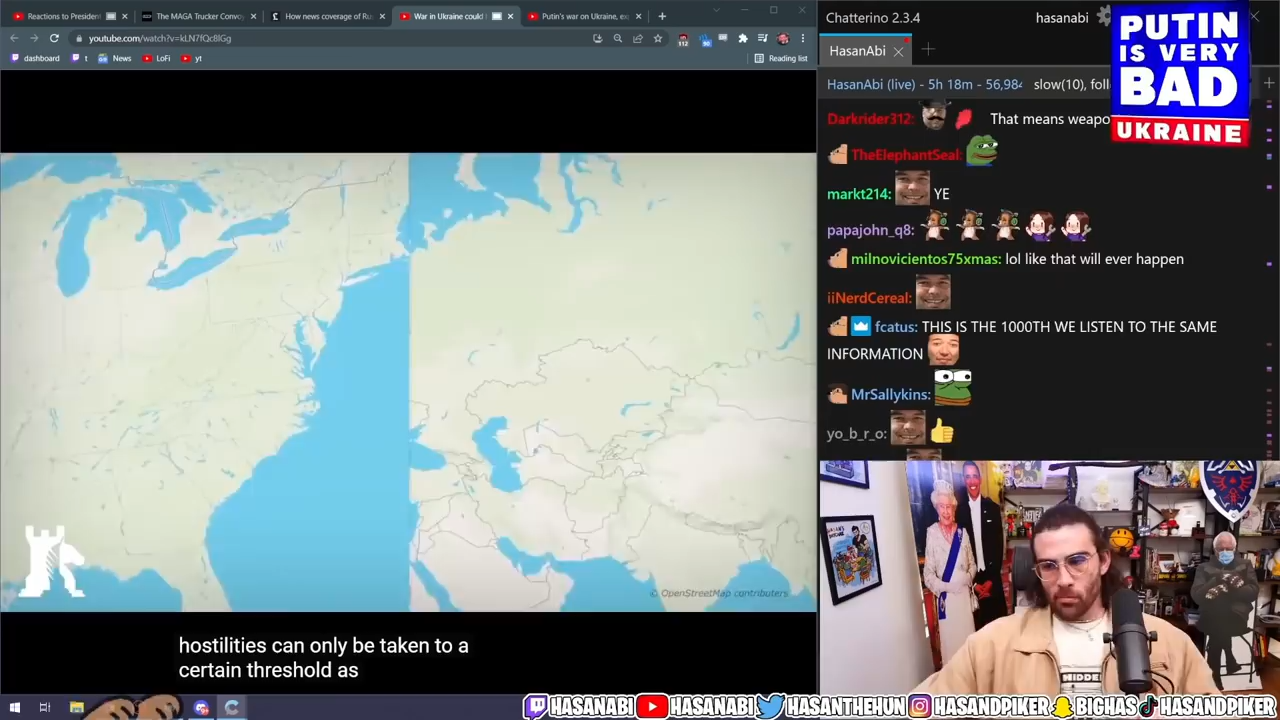 Reactions to President
The MAGA Trucker Convoy
How news coverage of Ru
War in Ukraine could
Putin's war on Ukraine, ex
youtube.com/watch?v=kLN7fQc8lGg
dashboard
t
News
LoFi
yt
Reading list
© OpenStreetMap contributors
hostilities can only be taken to a
certain threshold as
Chatterino 2.3.4
hasanabi
HasanAbi
HasanAbi (live) - 5h 18m - 56,984
slow(10), foll
PUTIN
IS VERY
BAD
UKRAINE
Darkrider312: That means weapo
TheElephantSeal:
markt214: YE
papajohn_q8:
milnovicientos75xmas: lol like that will ever happen
iiNerdCereal:
fcatus: THIS IS THE 1000TH WE LISTEN TO THE SAME
INFORMATION
MrSallykins:
yo_b_r_o:
HIDDE
HASANABI HASANABI HASANTHEHUN HASANDPIKER BIGHAS HASANDPIKER